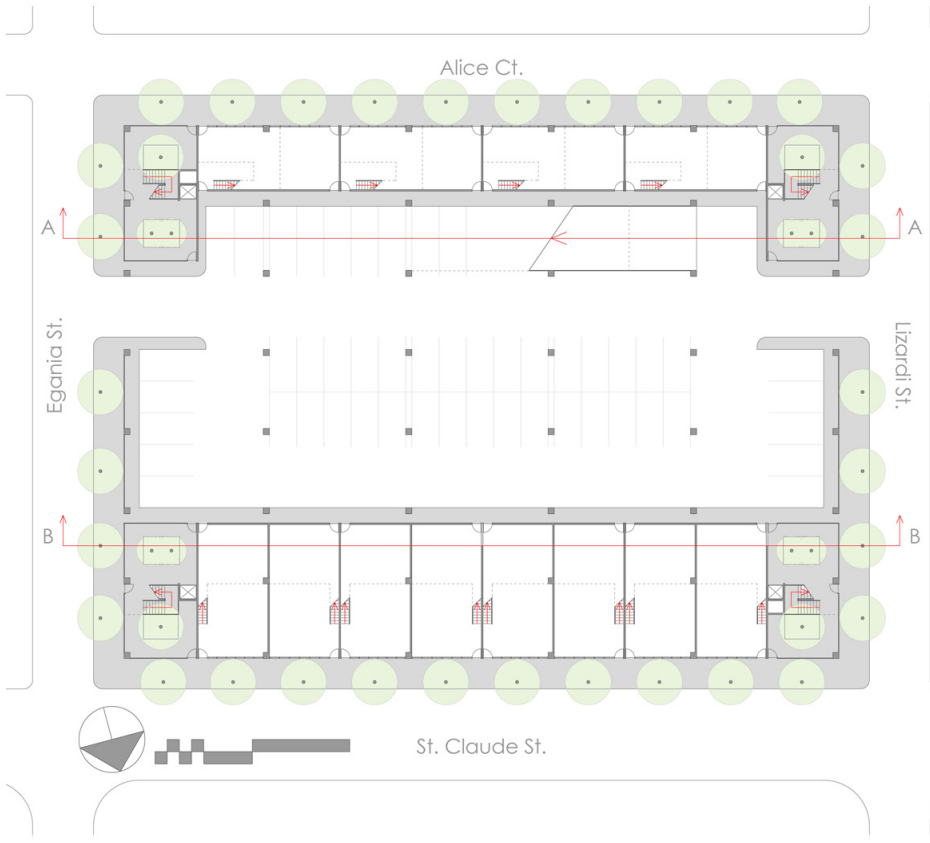 Alice Ct.
A
A
Egania St.
Lizardi St.
B
B
St. Claude St.